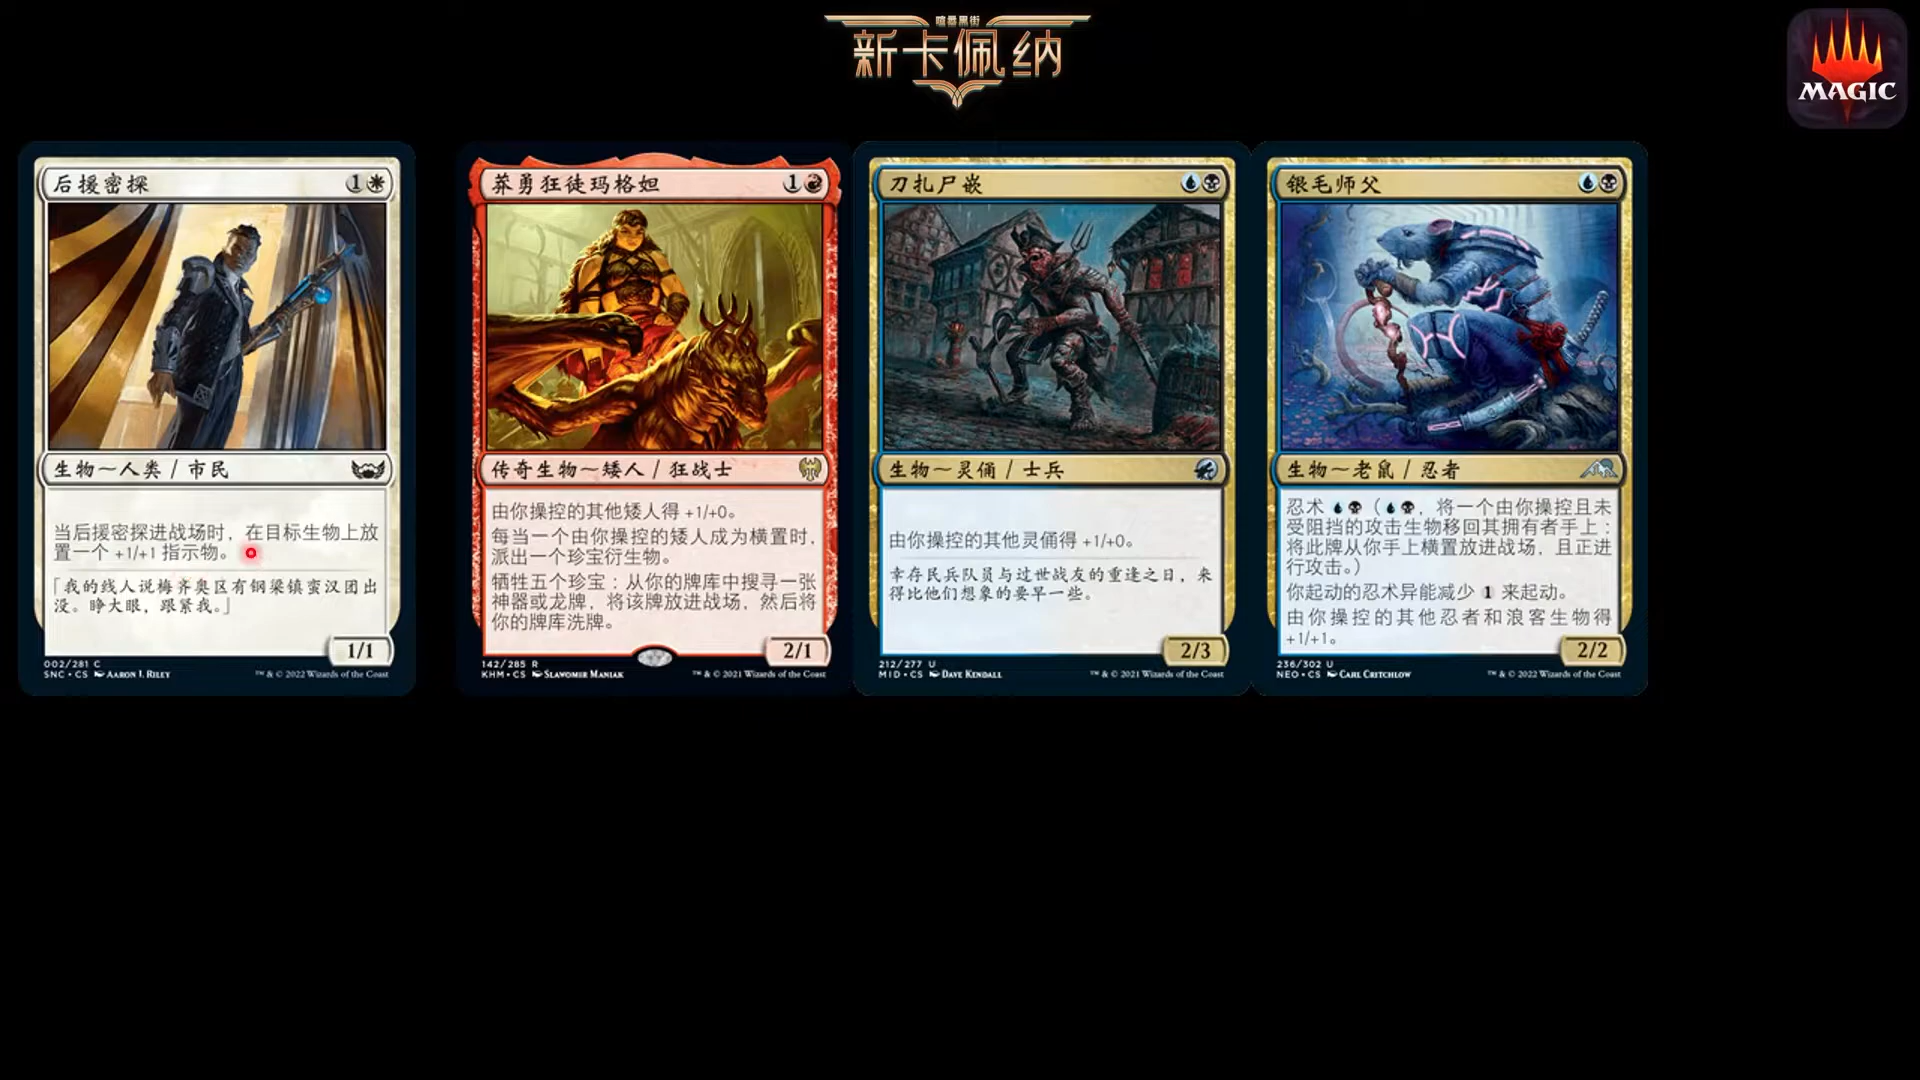 喧嚣黑街
新卡佩纳
MAGIC
后援密探 1
生物～人类 / 市民
当后援密探进战场时，在目标生物上放
置一个 +1/+1 指示物。
「我的线人说梅齐奥区有钢梁镇蛮汉团出
没。睁大眼，跟紧我。」
1/1
002/281 C
SNC • CS AARON J. RILEY
™ & © 2022 Wizards of the Coast
莽勇狂徒玛格妲 1
传奇生物～矮人 / 狂战士
由你操控的其他矮人得 +1/+0。
每当一个由你操控的矮人成为横置时，
派出一个珍宝衍生物。
牺牲五个珍宝：从你的牌库中搜寻一张
神器或龙牌，将该牌放进战场，然后将
你的牌库洗牌。
2/1
142/285 R
KHM • CS SLAWOMIR MANIAK
™ & © 2021 Wizards of the Coast
刀扎尸嵌
生物～灵俑 / 士兵
由你操控的其他灵俑得 +1/+0。
幸存民兵队员与过世战友的重逢之日，来
得比他们想象的要早一些。
2/3
212/277 U
MID • CS DAVE KENDALL
™ & © 2021 Wizards of the Coast
银毛师父
生物～老鼠 / 忍者
忍术（，将一个由你操控且未
受阻挡的攻击生物移回其拥有者手上：
将此牌从你手上横置放进战场，且正进
行攻击。）
你起动的忍术异能减少 1 来起动。
由你操控的其他忍者和浪客生物得
+1/+1。
2/2
236/302 U
NEO • CS CARL CRITCHLOW
™ & © 2022 Wizards of the Coast